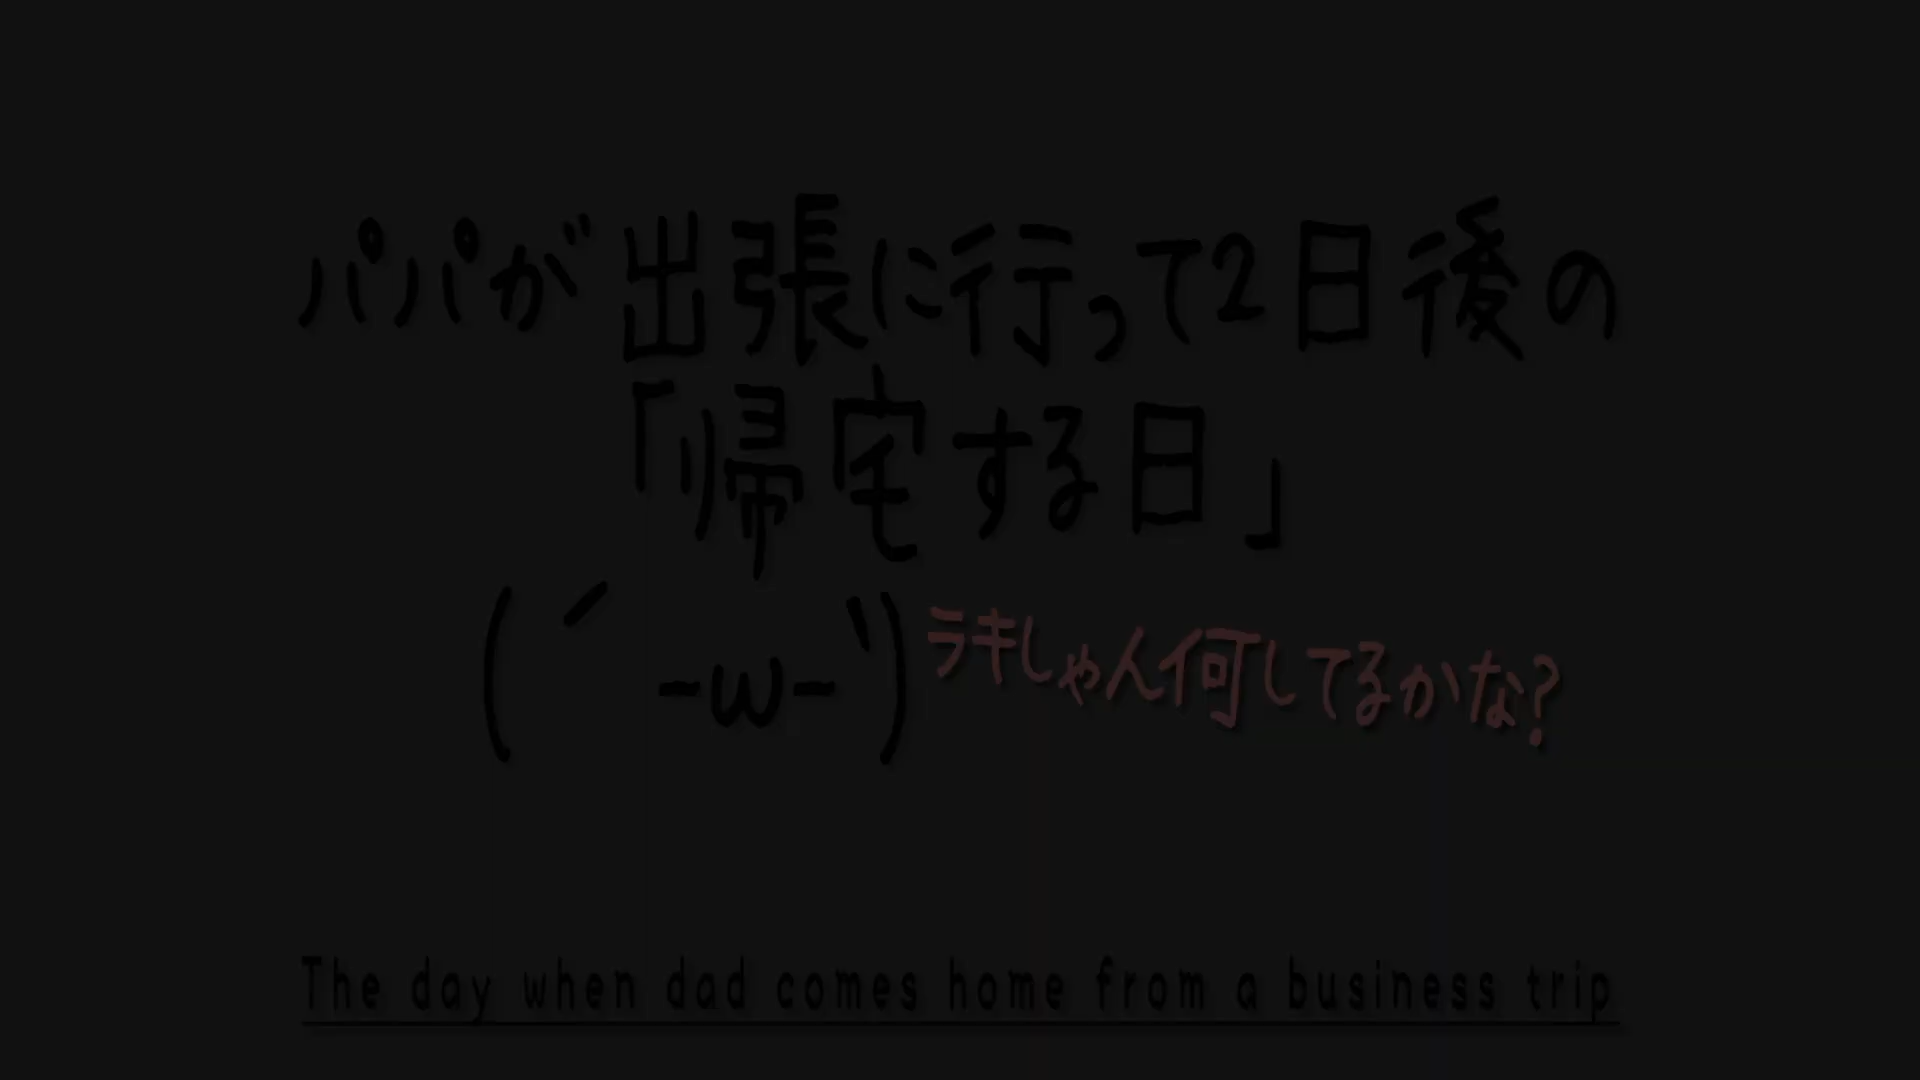 パパが出張に行って2日後の
「帰宅する日」
( ´ -ω- `) ラキしゃん何してるかな?
The day when dad comes home from a business trip